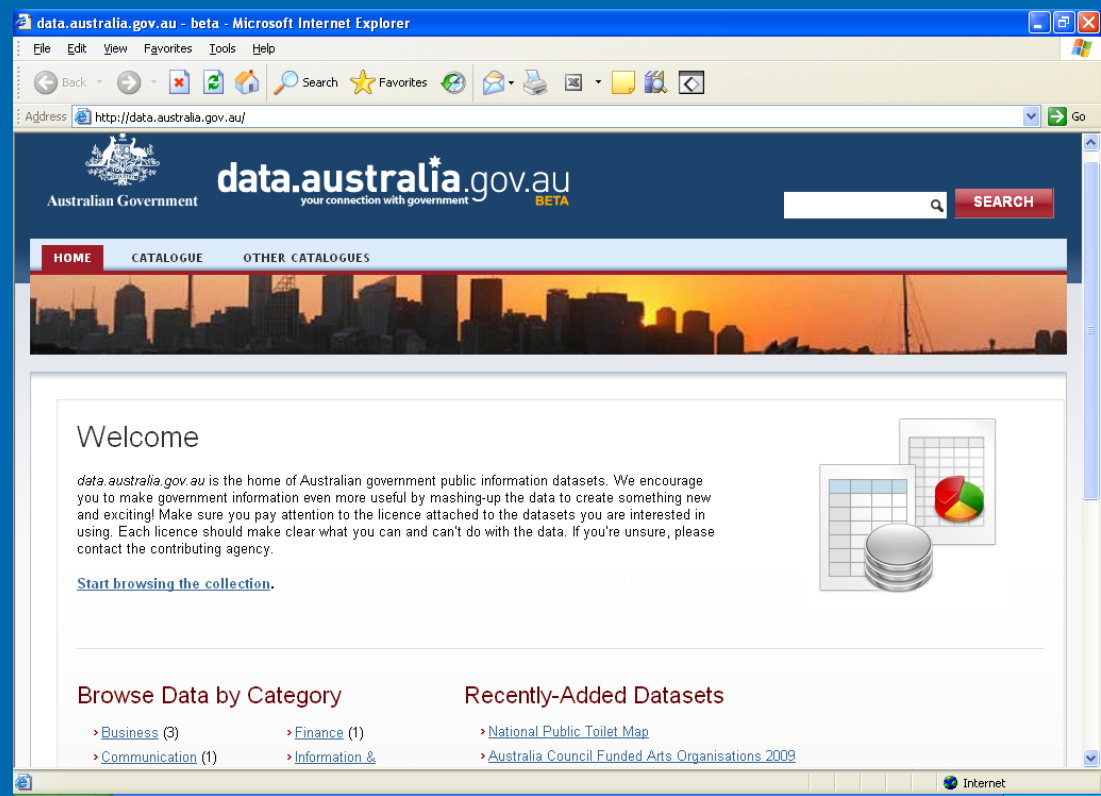 data.australia.gov.au - beta - Microsoft Internet Explorer
File Edit View Favorites Tools Help
Back Search Favorites
Address http://data.australia.gov.au/ Go
Australian Government
data.australia.gov.au
your connection with government BETA
SEARCH
HOME CATALOGUE OTHER CATALOGUES
Welcome
data.australia.gov.au is the home of Australian government public information datasets. We encourage
you to make government information even more useful by mashing-up the data to create something new
and exciting! Make sure you pay attention to the licence attached to the datasets you are interested in
using. Each licence should make clear what you can and can't do with the data. If you're unsure, please
contact the contributing agency.
Start browsing the collection.
Browse Data by Category
Business (3)
Communication (1)
Finance (1)
Information &
Recently-Added Datasets
National Public Toilet Map
Australia Council Funded Arts Organisations 2009
Internet